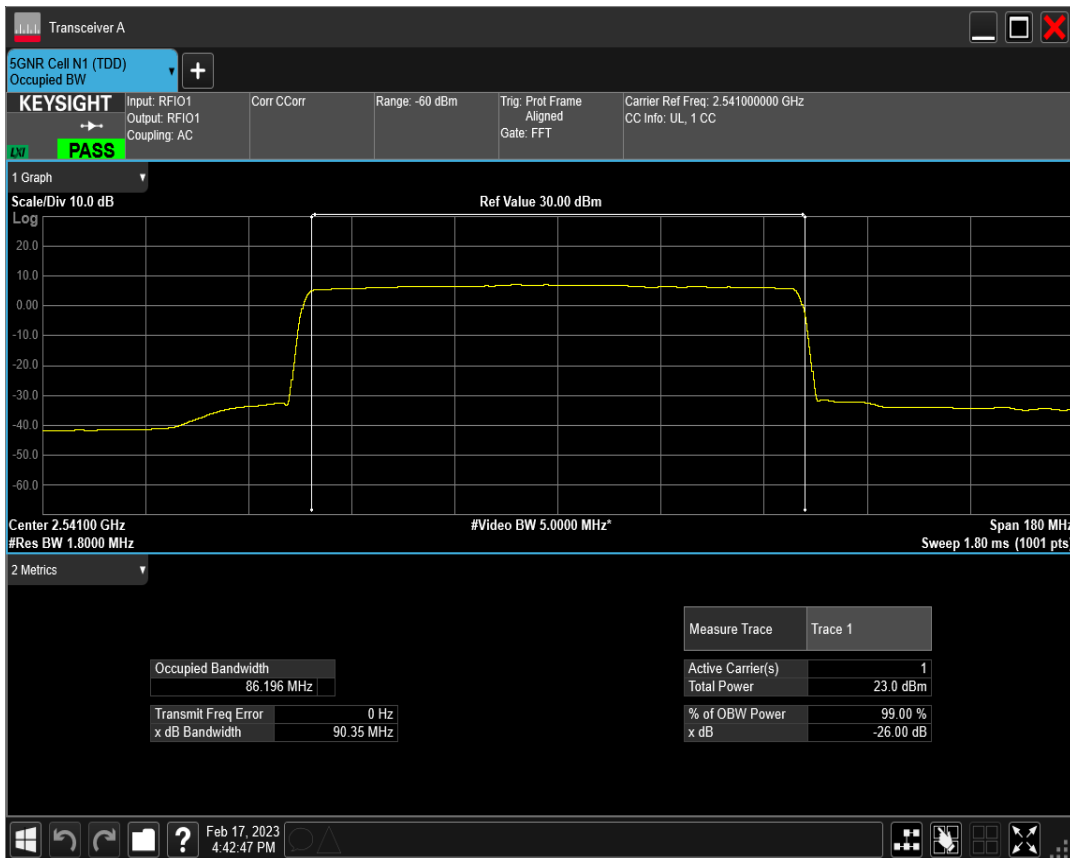 Transceiver A
5GNR Cell N1 (TDD)
Occupied BW
+
KEYSIGHT
LXI
PASS
Input: RFIO1
Output: RFIO1
Coupling: AC
Corr CCorr
Range: -60 dBm
Trig: Prot Frame
Aligned
Gate: FFT
Carrier Ref Freq: 2.541000000 GHz
CC Info: UL, 1 CC
1 Graph
Scale/Div 10.0 dB
Ref Value 30.00 dBm
Log
20.0
10.0
0.00
-10.0
-20.0
-30.0
-40.0
-50.0
-60.0
Center 2.54100 GHz
#Video BW 5.0000 MHz*
Span 180 MHz
#Res BW 1.8000 MHz
Sweep 1.80 ms (1001 pts)
2 Metrics
Measure Trace Trace 1
Occupied Bandwidth
86.196 MHz
Active Carrier(s) 1
Total Power 23.0 dBm
Transmit Freq Error 0 Hz
x dB Bandwidth 90.35 MHz
% of OBW Power 99.00 %
x dB -26.00 dB
?
Feb 17, 2023
4:42:47 PM